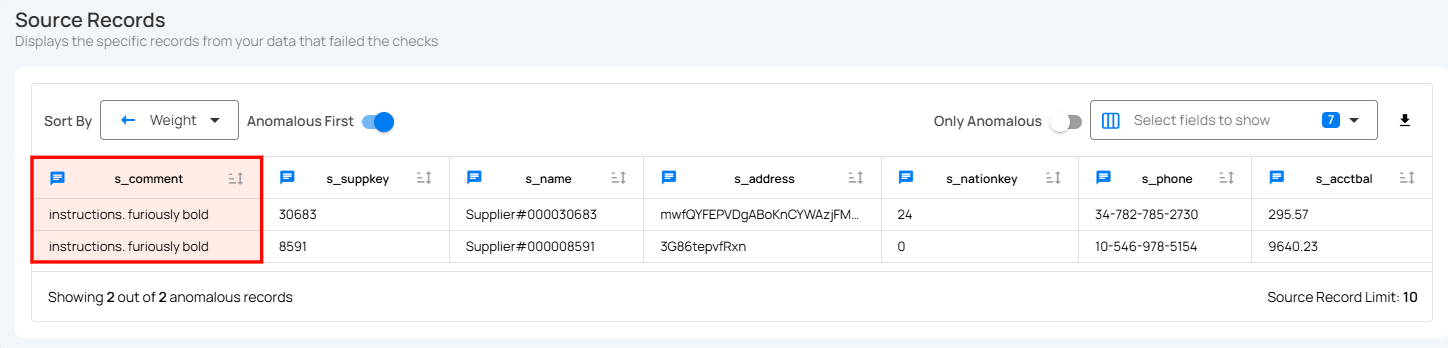 Source Records
Displays the specific records from your data that failed the checks
Sort By Weight Anomalous First Only Anomalous Select fields to show 7
s_comment s_suppkey s_name s_address s_nationkey s_phone s_acctbal
instructions. furiously bold 30683 Supplier#000030683 mwfQYFEPVDgABoKnCYWAzjFM... 24 34-782-785-2730 295.57
instructions. furiously bold 8591 Supplier#000008591 3G86tepvfRxn 0 10-546-978-5154 9640.23
Showing 2 out of 2 anomalous records Source Record Limit: 10